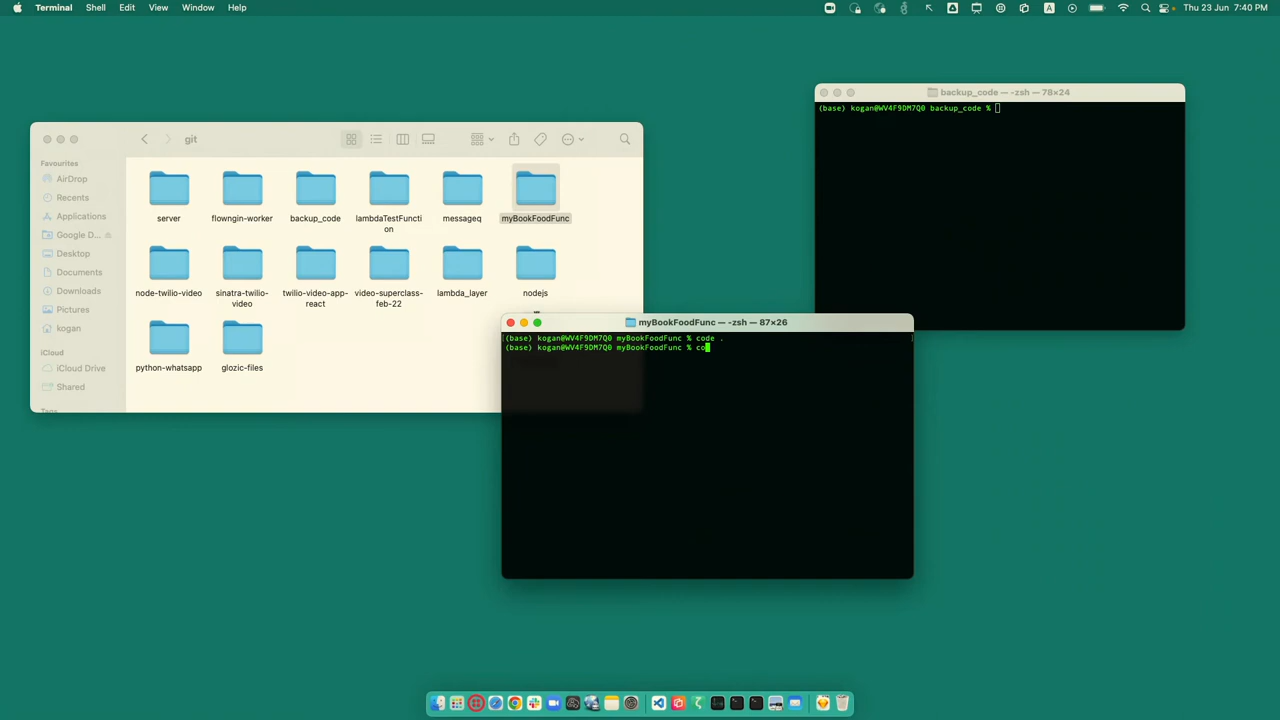 Terminal Shell Edit View Window Help
A
Thu 23 Jun 7:40 PM
backup_code — -zsh — 78×24
(base) kogan@WV4F9DM7Q0 backup_code %
git
Favourites
AirDrop
Recents
Applications
Google D...
Desktop
Documents
Downloads
Pictures
kogan
iCloud
iCloud Drive
Shared
Tags
server flowngin-worker backup_code lambdaTestFuncti messageq myBookFoodFunc
on
node-twilio-video sinatra-twilio- twilio-video-app- video-superclass- lambda_layer nodejs
video react feb-22
python-whatsapp glozic-files
myBookFoodFunc — -zsh — 87×26
(base) kogan@WV4F9DM7Q0 myBookFoodFunc % code .
(base) kogan@WV4F9DM7Q0 myBookFoodFunc % co